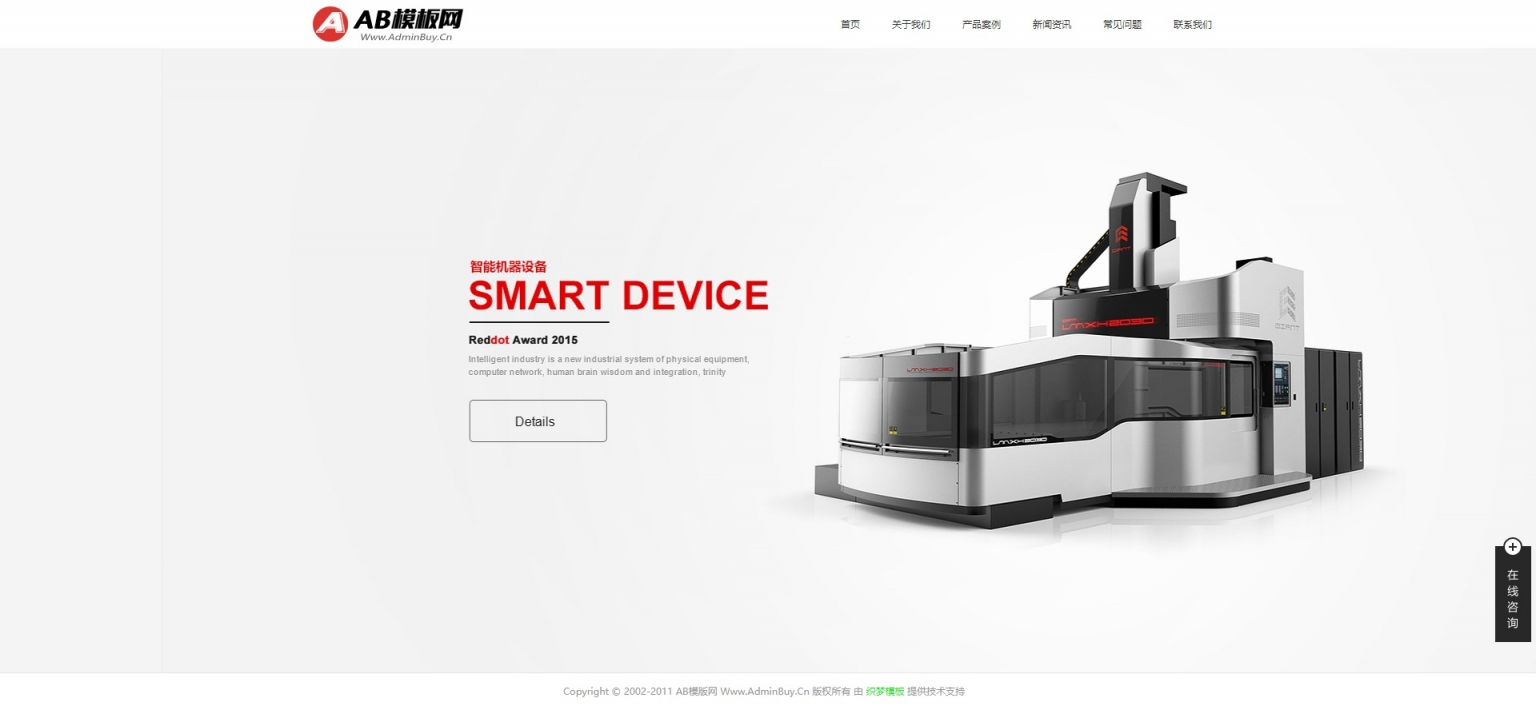 AB模板网
Www.AdminBuy.Cn
首页 关于我们 产品案例 新闻资讯 常见问题 联系我们
智能机器设备
SMART DEVICE
Reddot Award 2015
Intelligent industry is a new industrial system of physical equipment,
computer network, human brain wisdom and integration, trinity
Details
LMXH2030
LMXH2030
LMXH2030
在线咨询
Copyright © 2002-2011 AB模版网 Www.AdminBuy.Cn 版权所有 由 织梦模板 提供技术支持